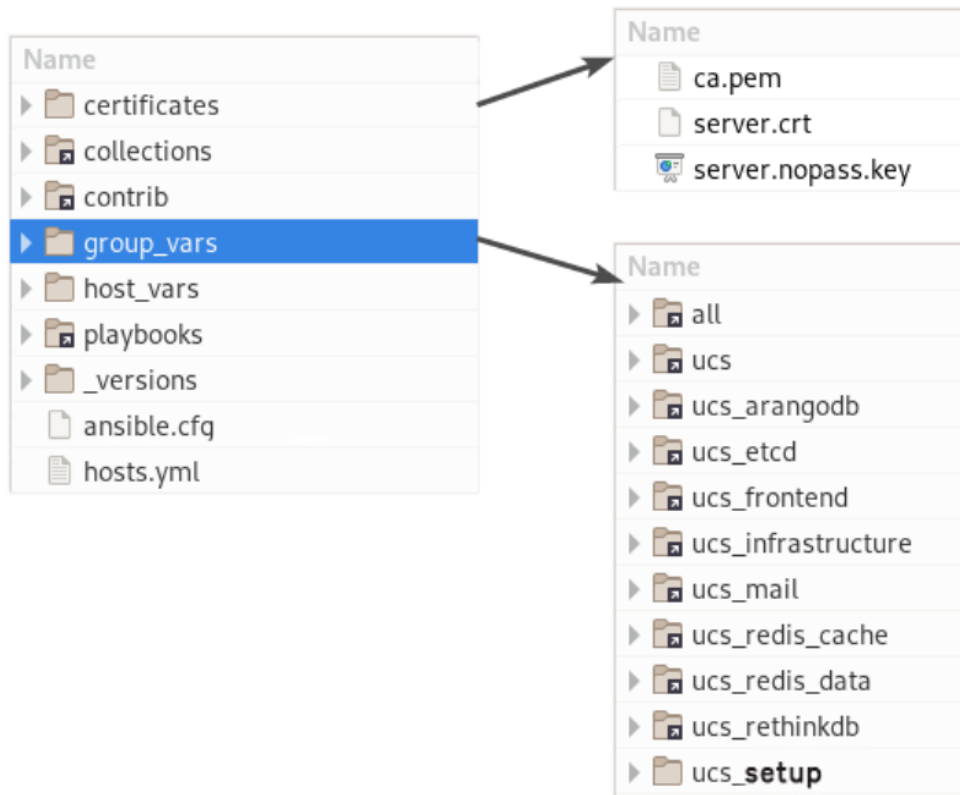 Name
certificates
collections
contrib
group_vars
host_vars
playbooks
_versions
ansible.cfg
hosts.yml
Name
ca.pem
server.crt
server.nopass.key
Name
all
ucs
ucs_arangodb
ucs_etcd
ucs_frontend
ucs_infrastructure
ucs_mail
ucs_redis_cache
ucs_redis_data
ucs_rethinkdb
ucs_setup